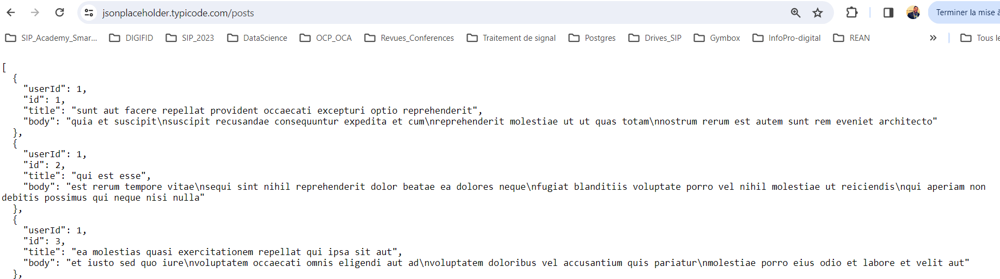 jsonplaceholder.typicode.com/posts
Terminer la mise à
SIP_Academy_Smar... DIGIFID SIP_2023 DataScience OCP_OCA Revues_Conferences Traitement de signal Postgres Drives_SIP Gymbox InfoPro-digital REAN » Tous le
[
  {
    "userId": 1,
    "id": 1,
    "title": "sunt aut facere repellat provident occaecati excepturi optio reprehenderit",
    "body": "quia et suscipit\nsuscipit recusandae consequuntur expedita et cum\nreprehenderit molestiae ut ut quas totam\nnostrum rerum est autem sunt rem eveniet architecto"
  },
  {
    "userId": 1,
    "id": 2,
    "title": "qui est esse",
    "body": "est rerum tempore vitae\nsequi sint nihil reprehenderit dolor beatae ea dolores neque\nfugiat blanditiis voluptate porro vel nihil molestiae ut reiciendis\nqui aperiam non
debitis possimus qui neque nisi nulla"
  },
  {
    "userId": 1,
    "id": 3,
    "title": "ea molestias quasi exercitationem repellat qui ipsa sit aut",
    "body": "et iusto sed quo iure\nvoluptatem occaecati omnis eligendi aut ad\nvoluptatem doloribus vel accusantium quis pariatur\nmolestiae porro eius odio et labore et velit aut"
  },